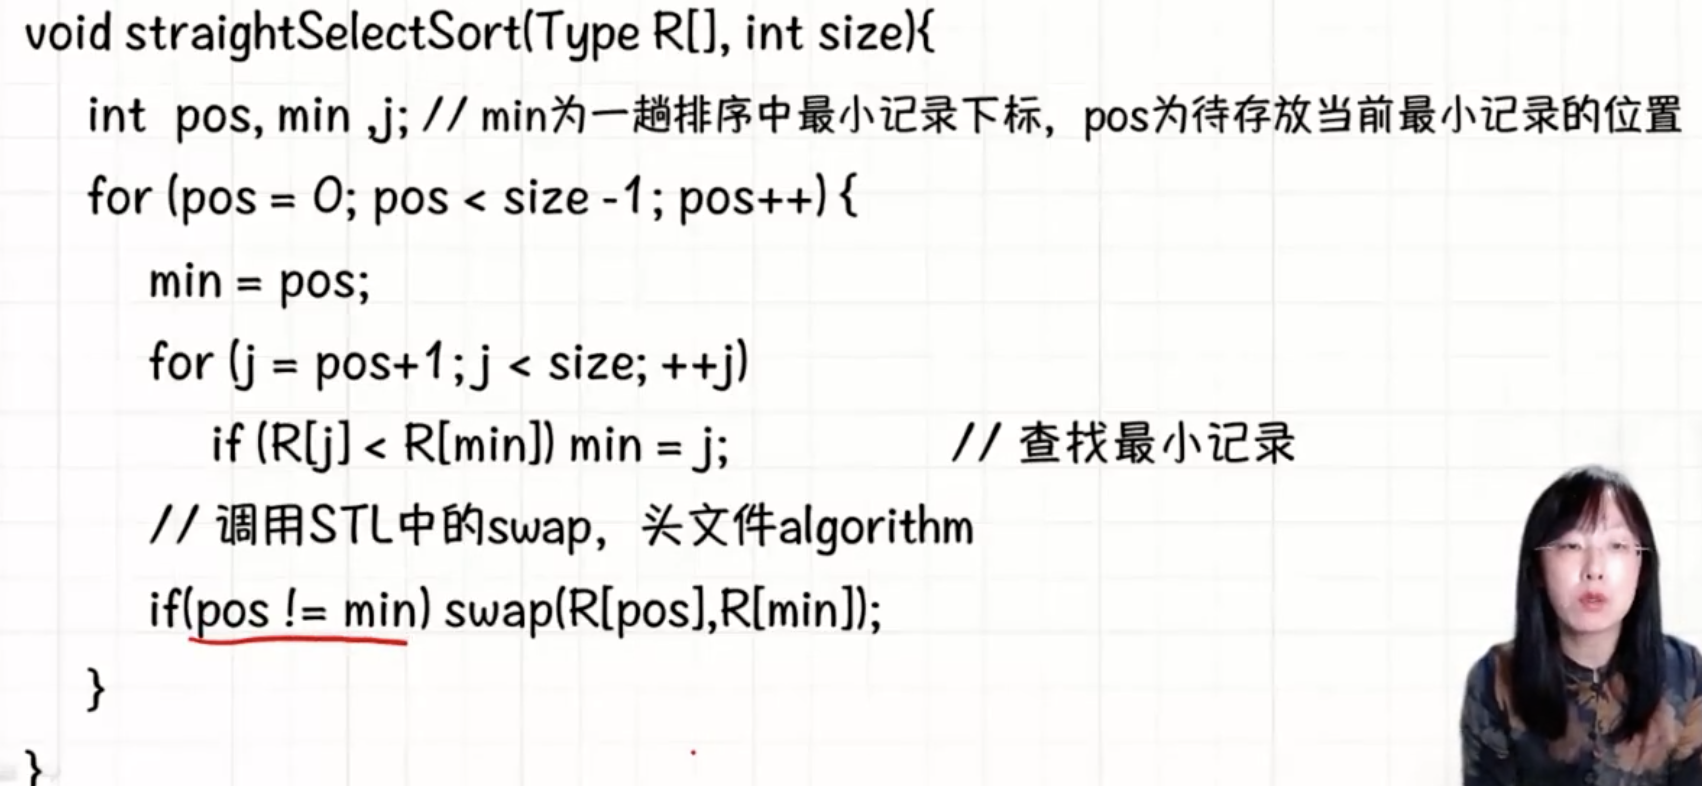 void straightSelectSort(Type R[], int size){
int pos, min ,j; // min为一趟排序中最小记录下标，pos为待存放当前最小记录的位置
for (pos = 0; pos < size -1; pos++) {
min = pos;
for (j = pos+1; j < size; ++j)
if (R[j] < R[min]) min = j; // 查找最小记录
// 调用STL中的swap，头文件algorithm
if(pos != min) swap(R[pos],R[min]);
}
}